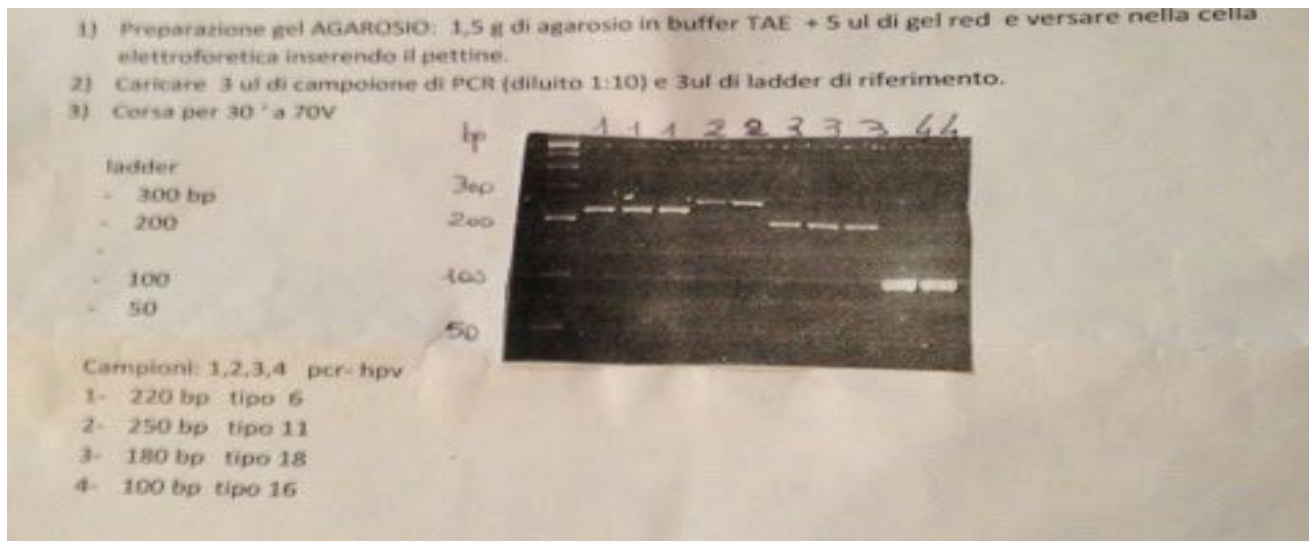 1) Preparazione gel AGAROSIO: 1,5 g di agarosio in buffer TAE + 5 ul di gel red e versare nella cella
elettroforetica inserendo il pettine.
2) Caricare 3 ul di campoione di PCR (diluito 1:10) e 3ul di ladder di riferimento.
3) Corsa per 30 ' a 70V
bp 1 1 1 2 2 3 3 3 4 4
ladder
- 300 bp
300
- 200
200
-
- 100
100
- 50
50
Campioni: 1,2,3,4 pcr- hpv
1- 220 bp tipo 6
2- 250 bp tipo 11
3- 180 bp tipo 18
4- 100 bp tipo 16